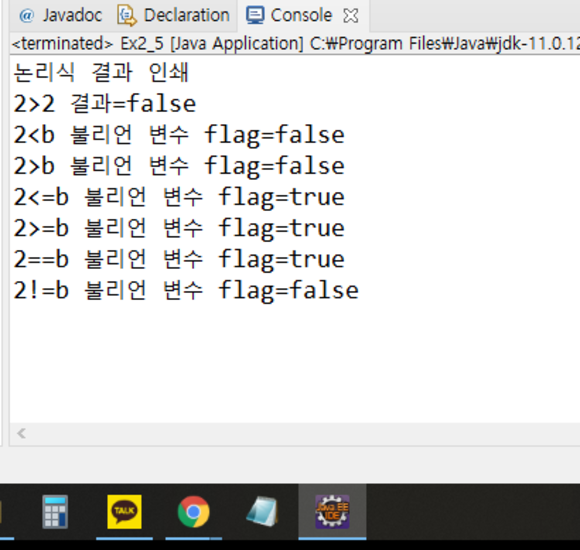 @ Javadoc Declaration Console
<terminated> Ex2_5 [Java Application] C:₩Program Files₩Java₩jdk-11.0.12
논리식 결과 인쇄
2>2 결과=false
2<b 불리언 변수 flag=false
2>b 불리언 변수 flag=false
2<=b 불리언 변수 flag=true
2>=b 불리언 변수 flag=true
2==b 불리언 변수 flag=true
2!=b 불리언 변수 flag=false
TALK
Java EE
IDE